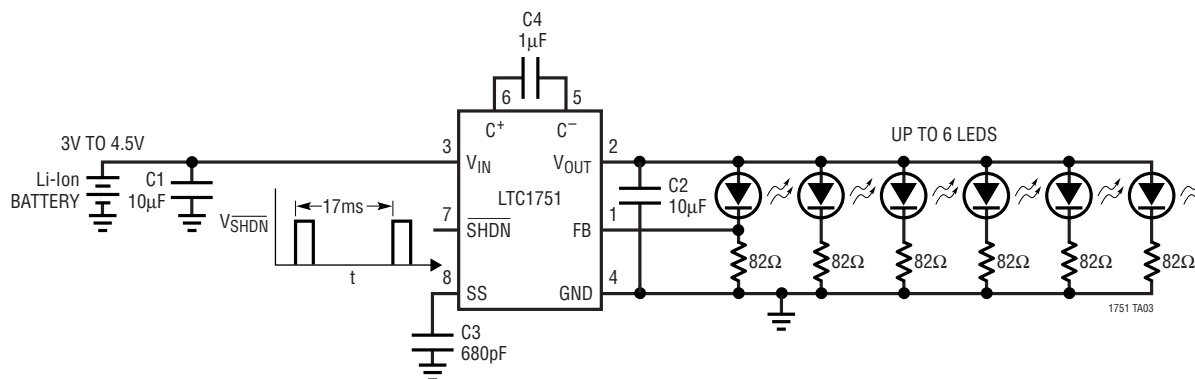 C4
1µF
6
5
C+
C−
3V TO 4.5V
UP TO 6 LEDS
3
VIN
VOUT
2
Li-Ion
BATTERY
C1
10µF
LTC1751
C2
10µF
17ms
VSHDN
7
SHDN
FB
1
82Ω
82Ω
82Ω
82Ω
82Ω
82Ω
t
8
SS
GND
4
1751 TA03
C3
680pF